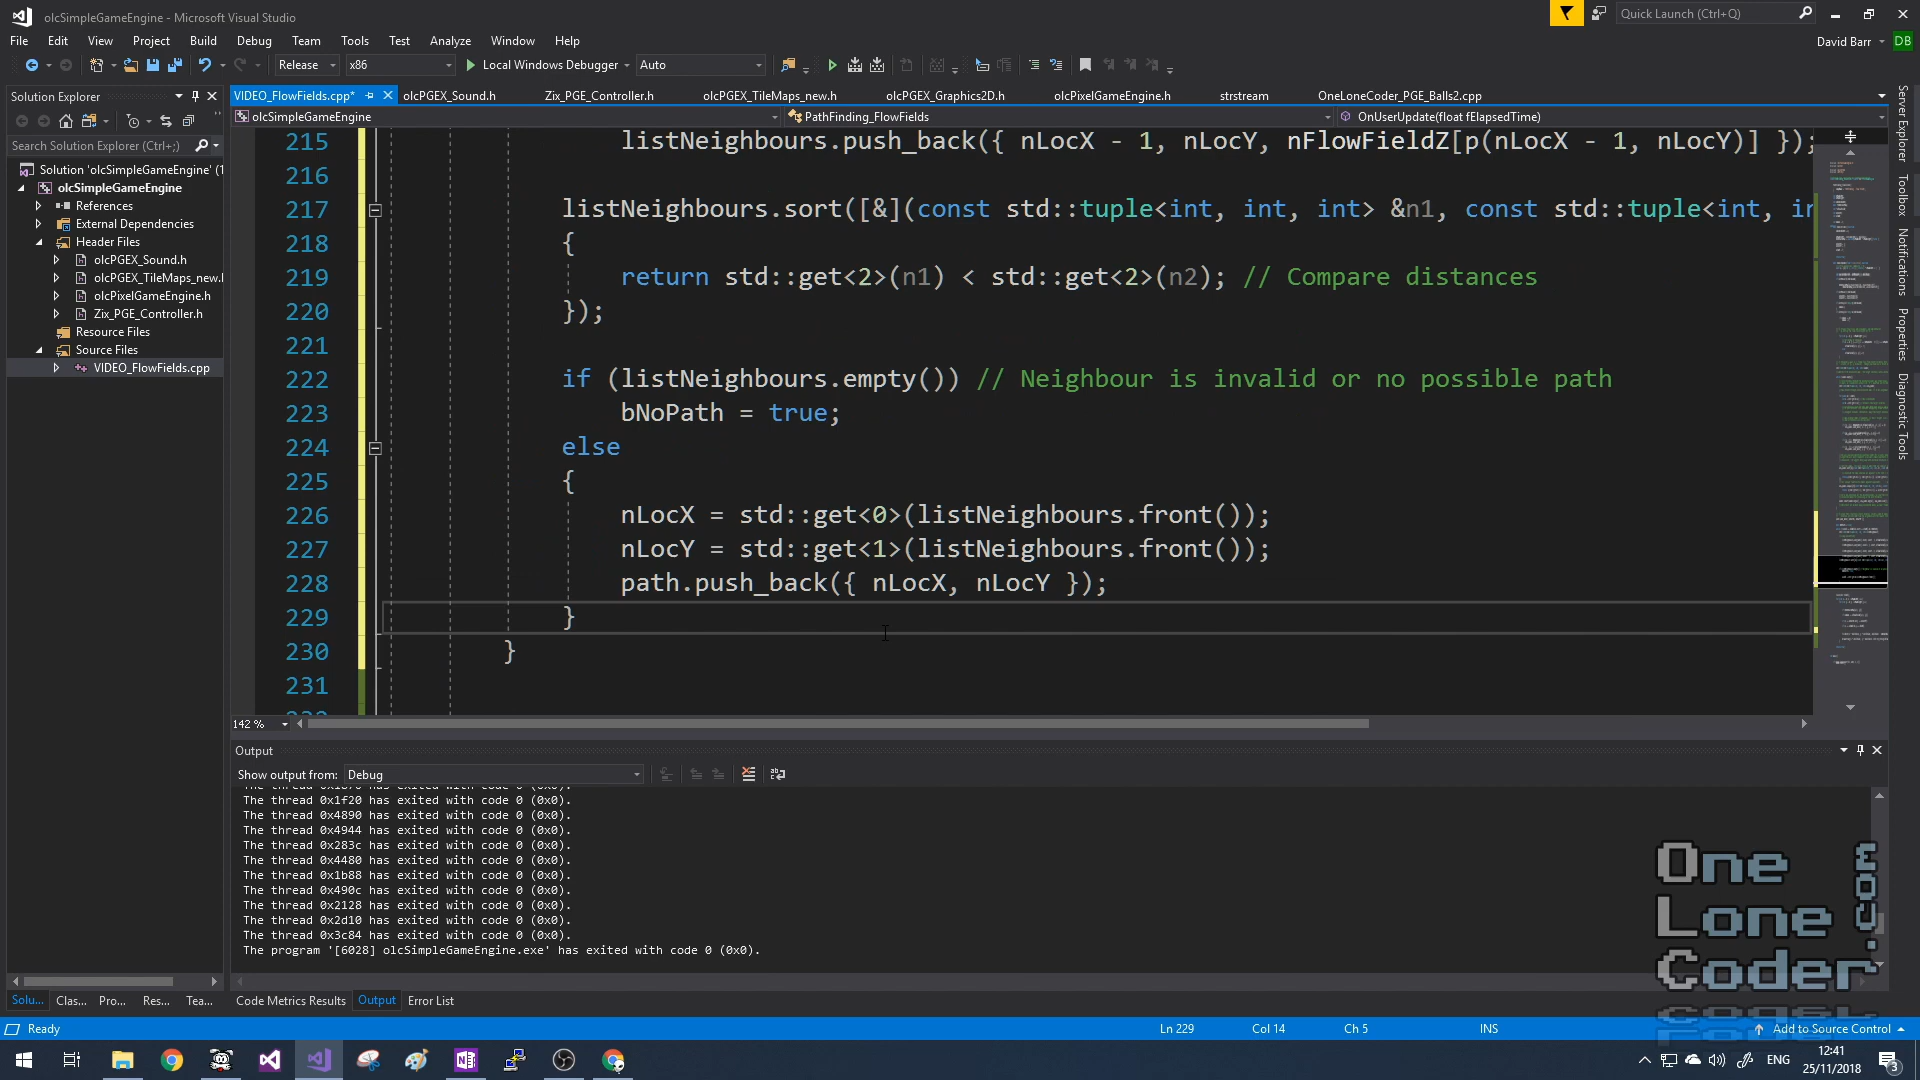 olcSimpleGameEngine - Microsoft Visual Studio
Quick Launch (Ctrl+Q)
File Edit View Project Build Debug Team Tools Test Analyze Window Help
David Barr DB
Release x86 Local Windows Debugger Auto
Solution Explorer
Search Solution Explorer (Ctrl+;)
Solution 'olcSimpleGameEngine' (1
olcSimpleGameEngine
References
External Dependencies
Header Files
olcPGEX_Sound.h
olcPGEX_TileMaps_new.h
olcPixelGameEngine.h
Zix_PGE_Controller.h
Resource Files
Source Files
VIDEO_FlowFields.cpp
Solu... Class... Pro... Res... Tea...
VIDEO_FlowFields.cpp* olcPGEX_Sound.h Zix_PGE_Controller.h olcPGEX_TileMaps_new.h olcPGEX_Graphics2D.h olcPixelGameEngine.h strstream OneLoneCoder_PGE_Balls2.cpp
olcSimpleGameEngine PathFinding_FlowFields OnUserUpdate(float fElapsedTime)
215 listNeighbours.push_back({ nLocX - 1, nLocY, nFlowFieldZ[p(nLocX - 1, nLocY)] });
216
217 listNeighbours.sort([&](const std::tuple<int, int, int> &n1, const std::tuple<int, in
218 {
219 return std::get<2>(n1) < std::get<2>(n2); // Compare distances
220 });
221
222 if (listNeighbours.empty()) // Neighbour is invalid or no possible path
223 bNoPath = true;
224 else
225 {
226 nLocX = std::get<0>(listNeighbours.front());
227 nLocY = std::get<1>(listNeighbours.front());
228 path.push_back({ nLocX, nLocY });
229 }
230 }
231
142 %
Output
Show output from: Debug
The thread 0x1f20 has exited with code 0 (0x0).
The thread 0x4890 has exited with code 0 (0x0).
The thread 0x4944 has exited with code 0 (0x0).
The thread 0x283c has exited with code 0 (0x0).
The thread 0x4480 has exited with code 0 (0x0).
The thread 0x1b88 has exited with code 0 (0x0).
The thread 0x490c has exited with code 0 (0x0).
The thread 0x2128 has exited with code 0 (0x0).
The thread 0x2d10 has exited with code 0 (0x0).
The thread 0x3c84 has exited with code 0 (0x0).
The program '[6028] olcSimpleGameEngine.exe' has exited with code 0 (0x0).
Code Metrics Results Output Error List
Server Explorer
Toolbox
Notifications
Properties
Diagnostic Tools
One
Lone
Coder
.com
Ready Ln 229 Col 14 Ch 5 INS Add to Source Control
ENG 12:41
25/11/2018
3